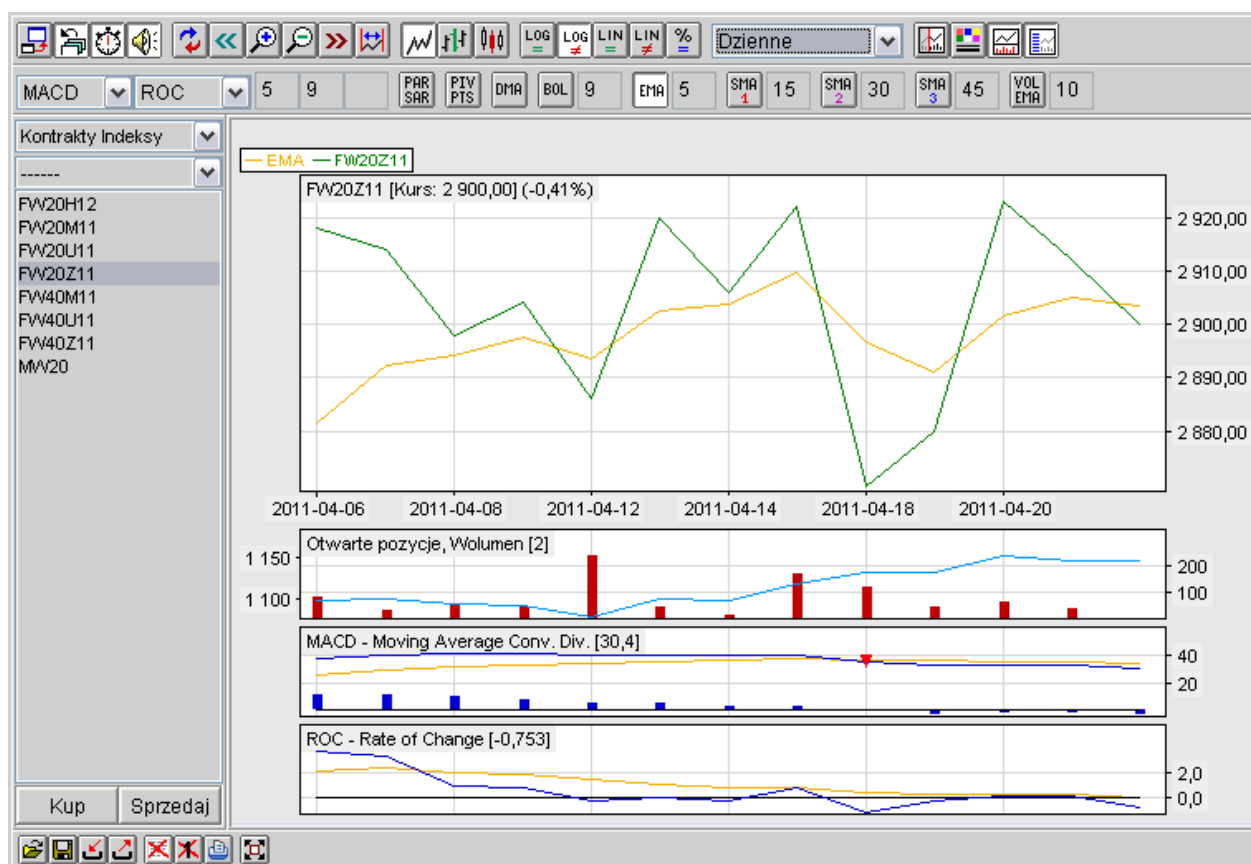 LOG = LOG ≠ LIN = LIN ≠ % = Dzienne
MACD ROC 5 9 PAR SAR PIV PTS DMA BOL 9 EMA 5 SMA 1 15 SMA 2 30 SMA 3 45 VOL EMA 10
Kontrakty Indeksy
------
FW20H12
FW20M11
FW20U11
FW20Z11
FW40M11
FW40U11
FW40Z11
MW20
Kup Sprzedaj
EMA FW20Z11
FW20Z11 [Kurs: 2 900,00] (-0,41%)
2 920,00
2 910,00
2 900,00
2 890,00
2 880,00
2011-04-06 2011-04-08 2011-04-12 2011-04-14 2011-04-18 2011-04-20
Otwarte pozycje, Wolumen [2]
1 150 200
1 100 100
MACD - Moving Average Conv. Div. [30,4]
40
20
ROC - Rate of Change [-0,753]
2,0
0,0